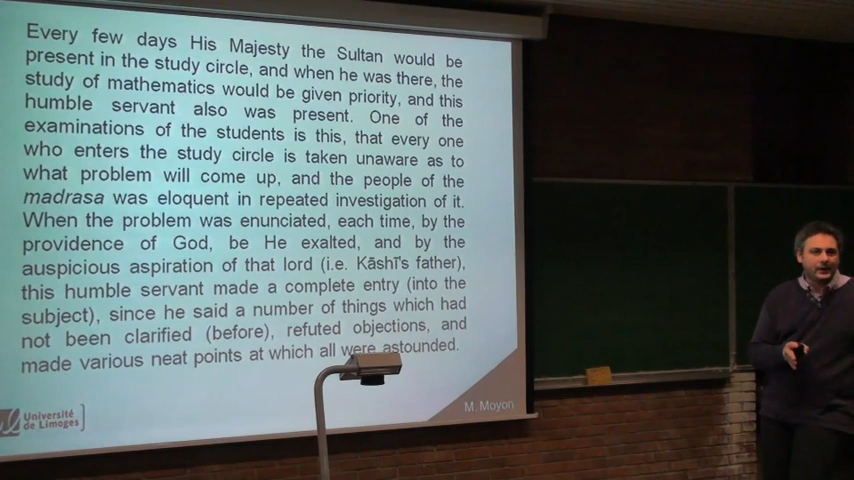 Every few days His Majesty the Sultan would be
present in the study circle, and when he was there, the
study of mathematics would be given priority, and this
humble servant also was present. One of the
examinations of the students is this, that every one
who enters the study circle is taken unaware as to
what problem will come up, and the people of the
madrasa was eloquent in repeated investigation of it.
When the problem was enunciated, each time, by the
providence of God, be He exalted, and by the
auspicious aspiration of that lord (i.e. Kāshī's father),
this humble servant made a complete entry (into the
subject), since he said a number of things which had
not been clarified (before), refuted objections, and
made various neat points at which all were astounded.
Université
de Limoges
M. Moyon